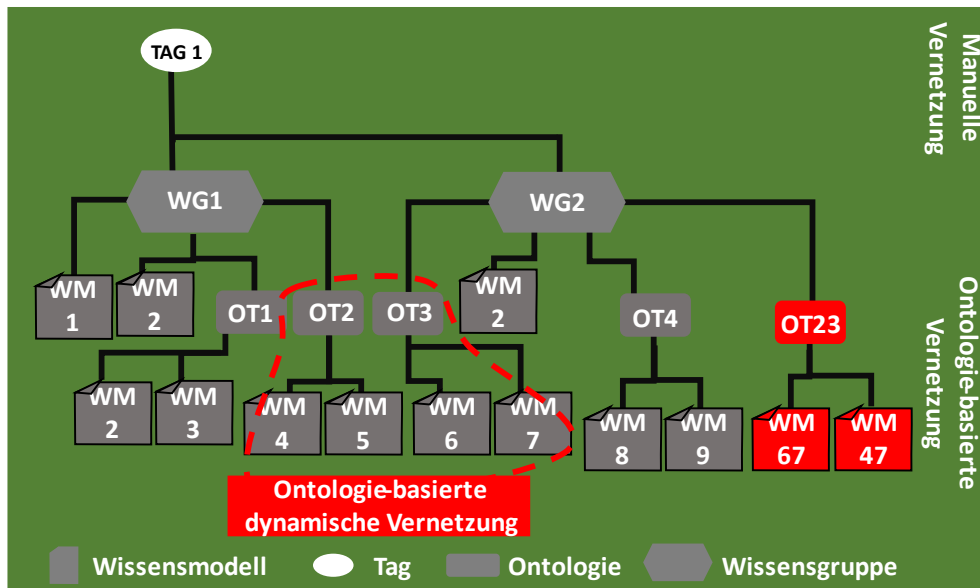 TAG 1
Manuelle
Vernetzung
WG1
WG2
WM
1
WM
2
OT1
OT2
OT3
WM
2
OT4
OT23
WM
2
WM
3
WM
4
WM
5
WM
6
WM
7
WM
8
WM
9
WM
67
WM
47
Ontologie-basierte
Vernetzung
Ontologie-basierte
dynamische Vernetzung
Wissensmodell
Tag
Ontologie
Wissensgruppe